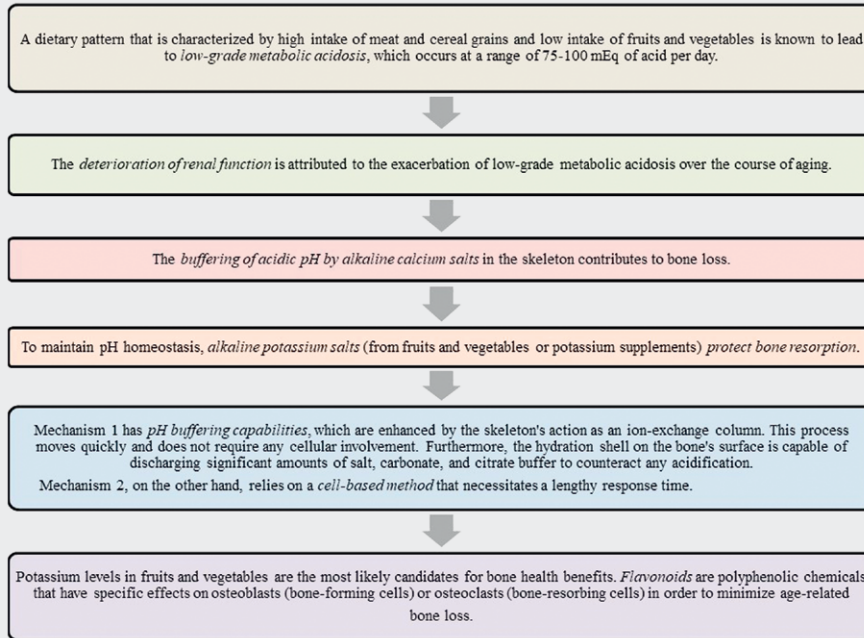 A dietary pattern that is characterized by high intake of meat and cereal grains and low intake of fruits and vegetables is known to lead
to low-grade metabolic acidosis, which occurs at a range of 75-100 mEq of acid per day.
The deterioration of renal function is attributed to the exacerbation of low-grade metabolic acidosis over the course of aging.
The buffering of acidic pH by alkaline calcium salts in the skeleton contributes to bone loss.
To maintain pH homeostasis, alkaline potassium salts (from fruits and vegetables or potassium supplements) protect bone resorption.
Mechanism 1 has pH buffering capabilities, which are enhanced by the skeleton's action as an ion-exchange column. This process
moves quickly and does not require any cellular involvement. Furthermore, the hydration shell on the bone's surface is capable of
discharging significant amounts of salt, carbonate, and citrate buffer to counteract any acidification.
Mechanism 2, on the other hand, relies on a cell-based method that necessitates a lengthy response time.
Potassium levels in fruits and vegetables are the most likely candidates for bone health benefits. Flavonoids are polyphenolic chemicals
that have specific effects on osteoblasts (bone-forming cells) or osteoclasts (bone-resorbing cells) in order to minimize age-related
bone loss.